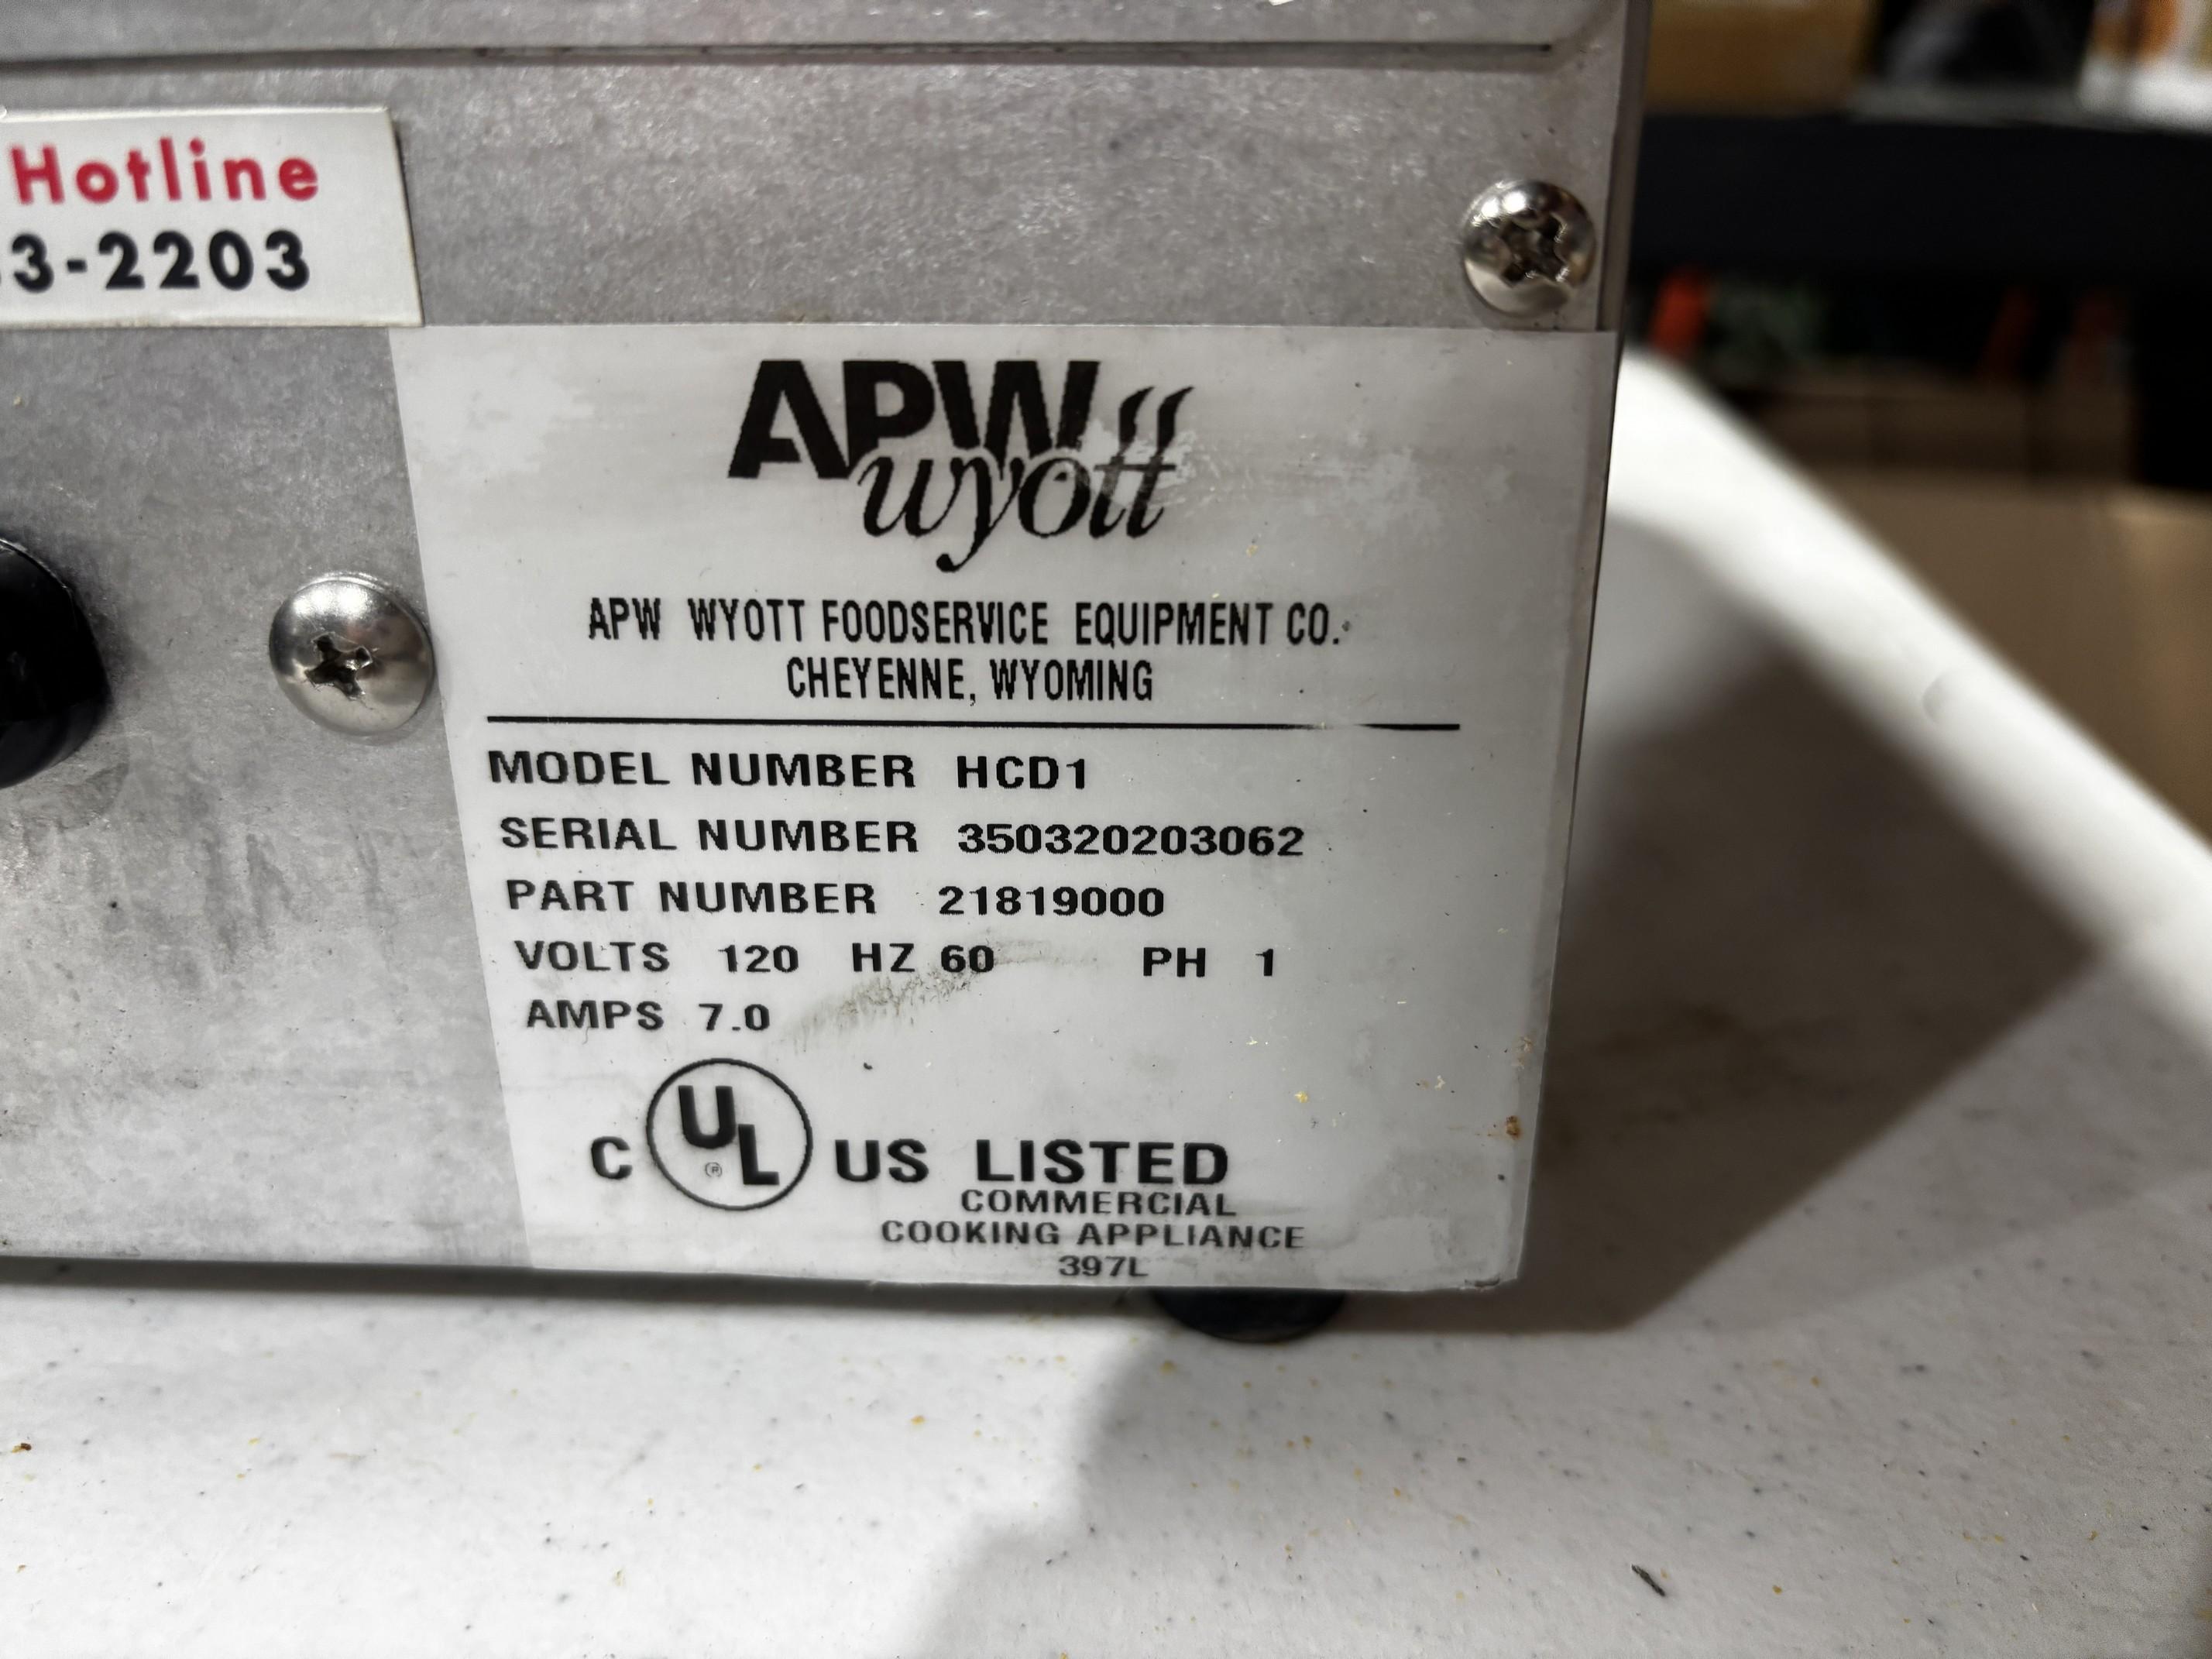 Hotline
3-2203
APW
wyott
APW WYOTT FOODSERVICE EQUIPMENT CO.
CHEYENNE, WYOMING
MODEL NUMBER HCD1
SERIAL NUMBER 350320203062
PART NUMBER 21819000
VOLTS 120 HZ 60 PH 1
AMPS 7.0
C UL ® US LISTED
COMMERCIAL
COOKING APPLIANCE
397L